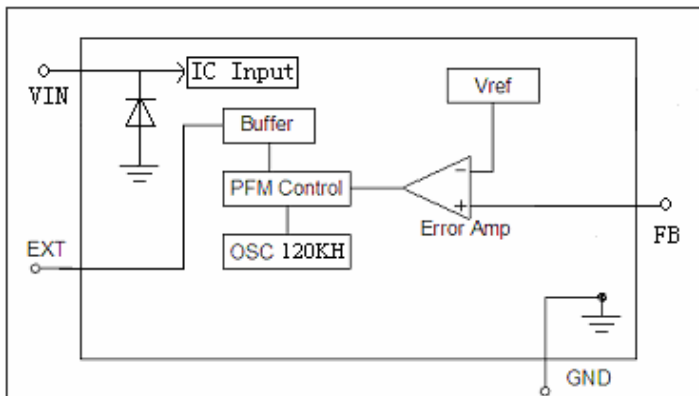 VIN
IC Input
Vref
Buffer
PFM Control
−
+
Error Amp
FB
EXT
OSC 120KH
GND